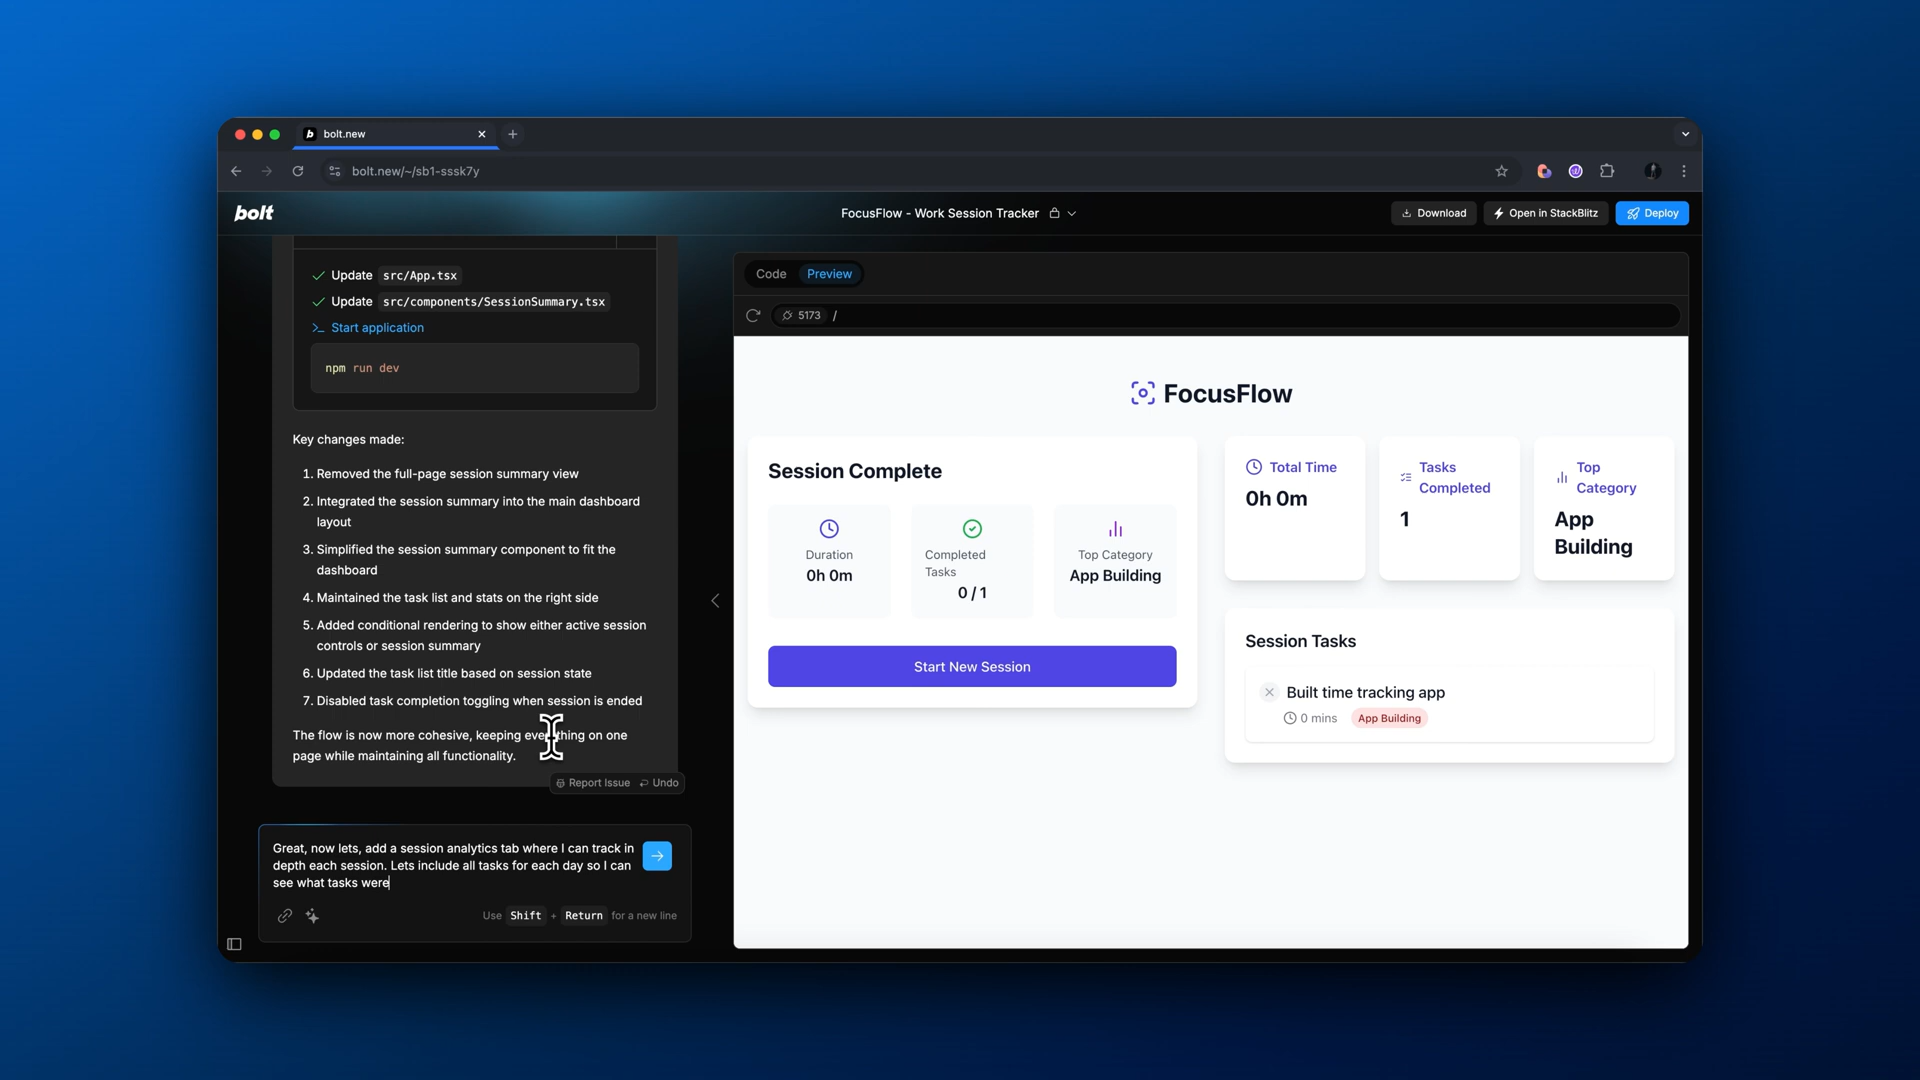 bolt.new
bolt.new/~/sb1-sssk7y
bolt
FocusFlow - Work Session Tracker
Download
Open in StackBlitz
Deploy
Update src/App.tsx
Update src/components/SessionSummary.tsx
Start application
npm run dev
Key changes made:
1. Removed the full-page session summary view
2. Integrated the session summary into the main dashboard
layout
3. Simplified the session summary component to fit the
dashboard
4. Maintained the task list and stats on the right side
5. Added conditional rendering to show either active session
controls or session summary
6. Updated the task list title based on session state
7. Disabled task completion toggling when session is ended
The flow is now more cohesive, keeping everything on one
page while maintaining all functionality.
Report Issue
Undo
Great, now lets, add a session analytics tab where I can track in
depth each session. Lets include all tasks for each day so I can
see what tasks were
Use Shift + Return for a new line
Code
Preview
5173 /
FocusFlow
Session Complete
Duration
0h 0m
Completed
Tasks
0 / 1
Top Category
App Building
Start New Session
Total Time
0h 0m
Tasks
Completed
1
Top
Category
App
Building
Session Tasks
Built time tracking app
0 mins
App Building